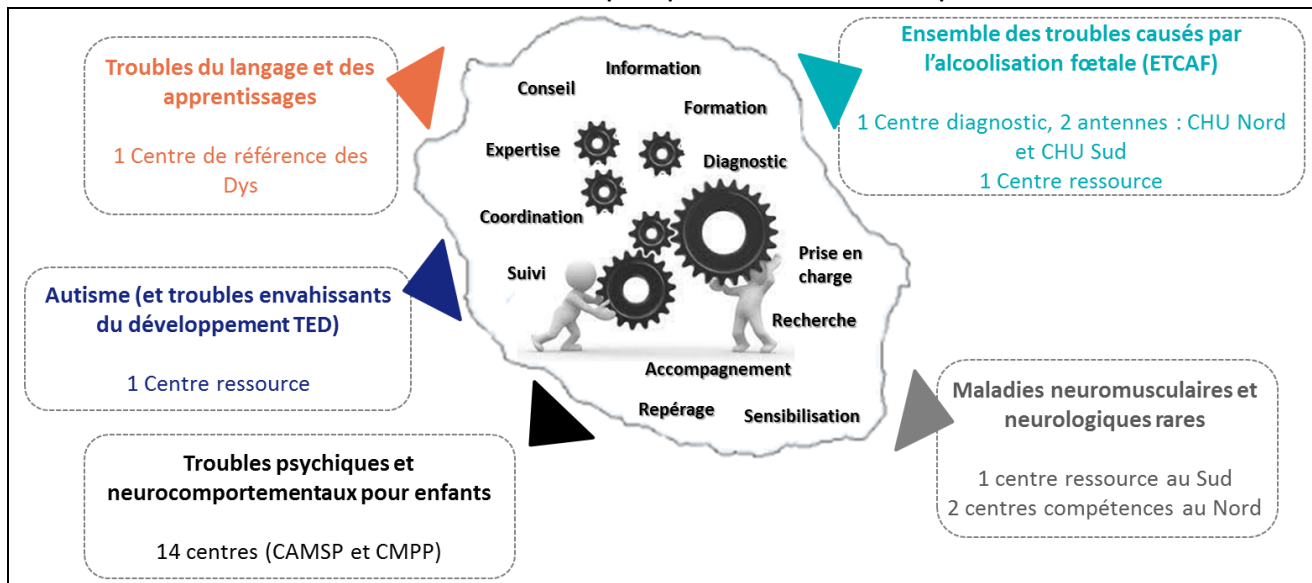 Troubles du langage et des
apprentissages
1 Centre de référence des
Dys
Ensemble des troubles causés par
l'alcoolisation fœtale (ETCAF)
1 Centre diagnostic, 2 antennes : CHU Nord
et CHU Sud
1 Centre ressource
Information
Conseil
Formation
Expertise
Diagnostic
Coordination
Prise en
charge
Suivi
Recherche
Accompagnement
Repérage
Sensibilisation
Autisme (et troubles envahissants
du développement TED)
1 Centre ressource
Troubles psychiques et
neurocomportementaux pour enfants
14 centres (CAMSP et CMPP)
Maladies neuromusculaires et
neurologiques rares
1 centre ressource au Sud
2 centres compétences au Nord